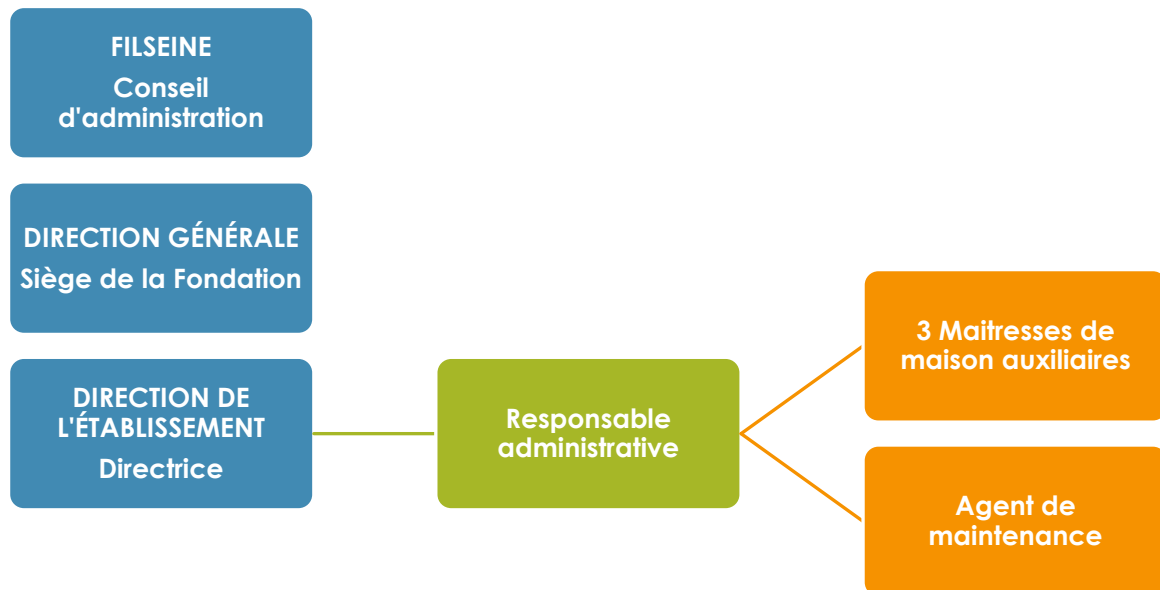 FILSEINE
Conseil
d'administration
DIRECTION GÉNÉRALE
Siège de la Fondation
DIRECTION DE
L'ÉTABLISSEMENT
Directrice
Responsable
administrative
3 Maitresses de
maison auxiliaires
Agent de
maintenance